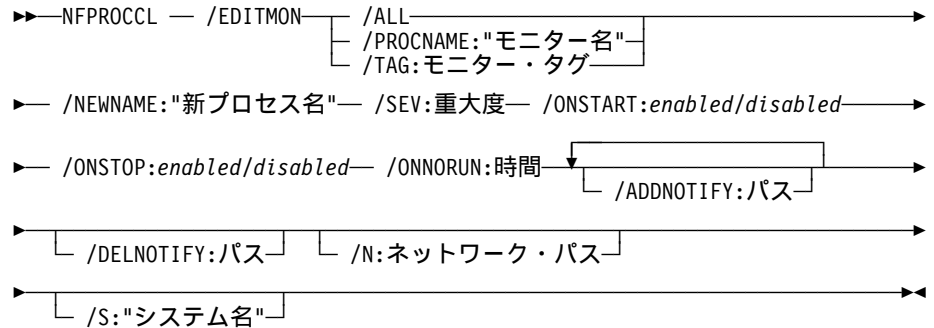 NFPROCCL /EDITMON /ALL
/PROCNAME:"モニター名"
/TAG:モニター・タグ
/NEWNAME:"新プロセス名" /SEV:重大度 /ONSTART:enabled/disabled
/ONSTOP:enabled/disabled /ONNORUN:時間
/ADDNOTIFY:パス
/DELNOTIFY:パス /N:ネットワーク・パス
/S:"システム名"